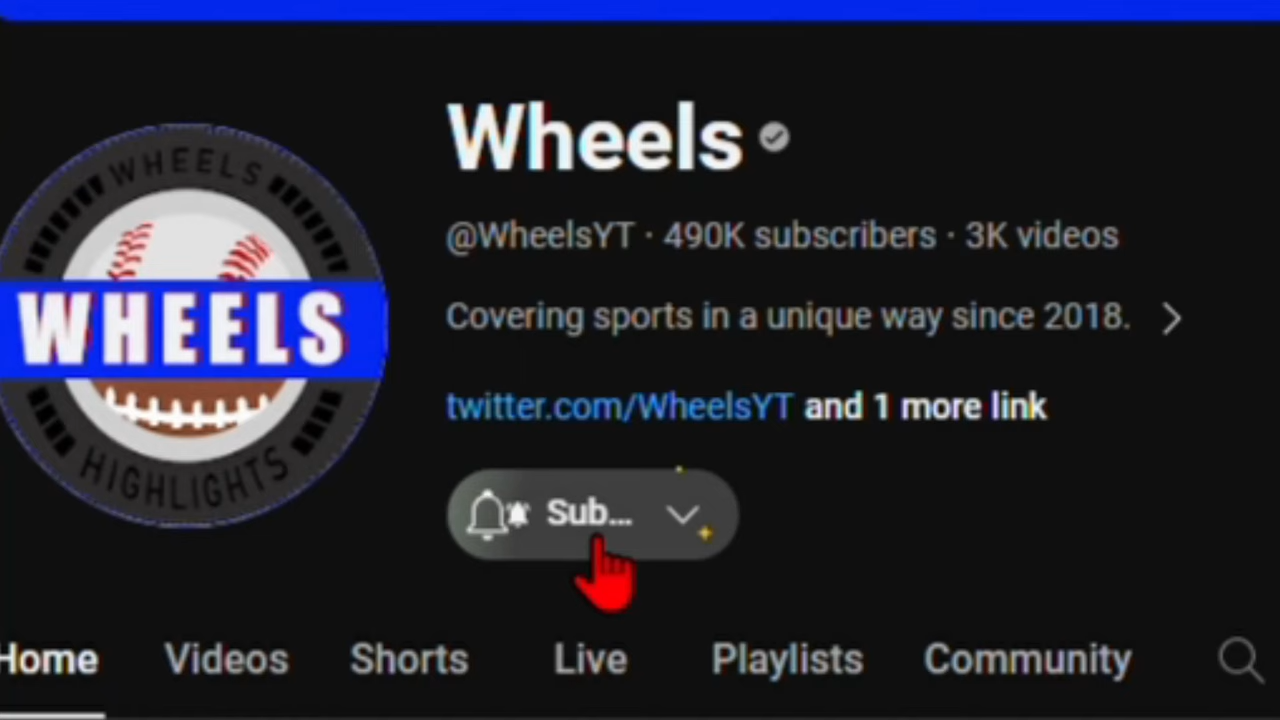 Wheels
@WheelsYT · 490K subscribers · 3K videos
Covering sports in a unique way since 2018.
twitter.com/WheelsYT and 1 more link
Sub...
WHEELS
WHEELS
HIGHLIGHTS
Home Videos Shorts Live Playlists Community